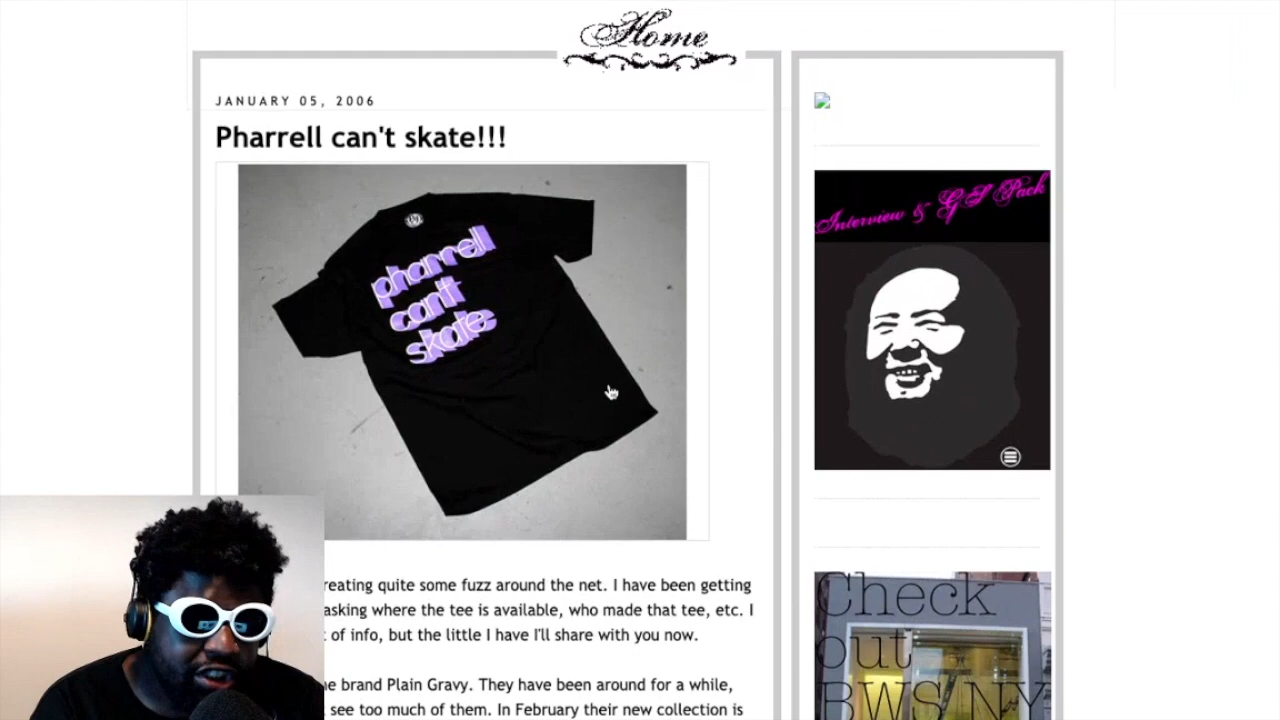 Home
JANUARY 05, 2006
Pharrell can't skate!!!
pharrell
can't
skate
reating quite some fuzz around the net. I have been getting
asking where the tee is available, who made that tee, etc. I
of info, but the little I have I'll share with you now.
e brand Plain Gravy. They have been around for a while,
see too much of them. In February their new collection is
Interview & GS Pack
Check
out
BWS/NY